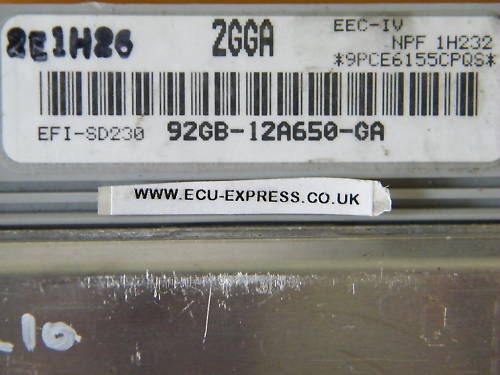 2E1H26
2GGA
EEC-IV
NPF 1H232
*9PCE6155CPQS*
EFI-SD230
92GB-12A650-GA
WWW.ECU-EXPRESS.CO.UK